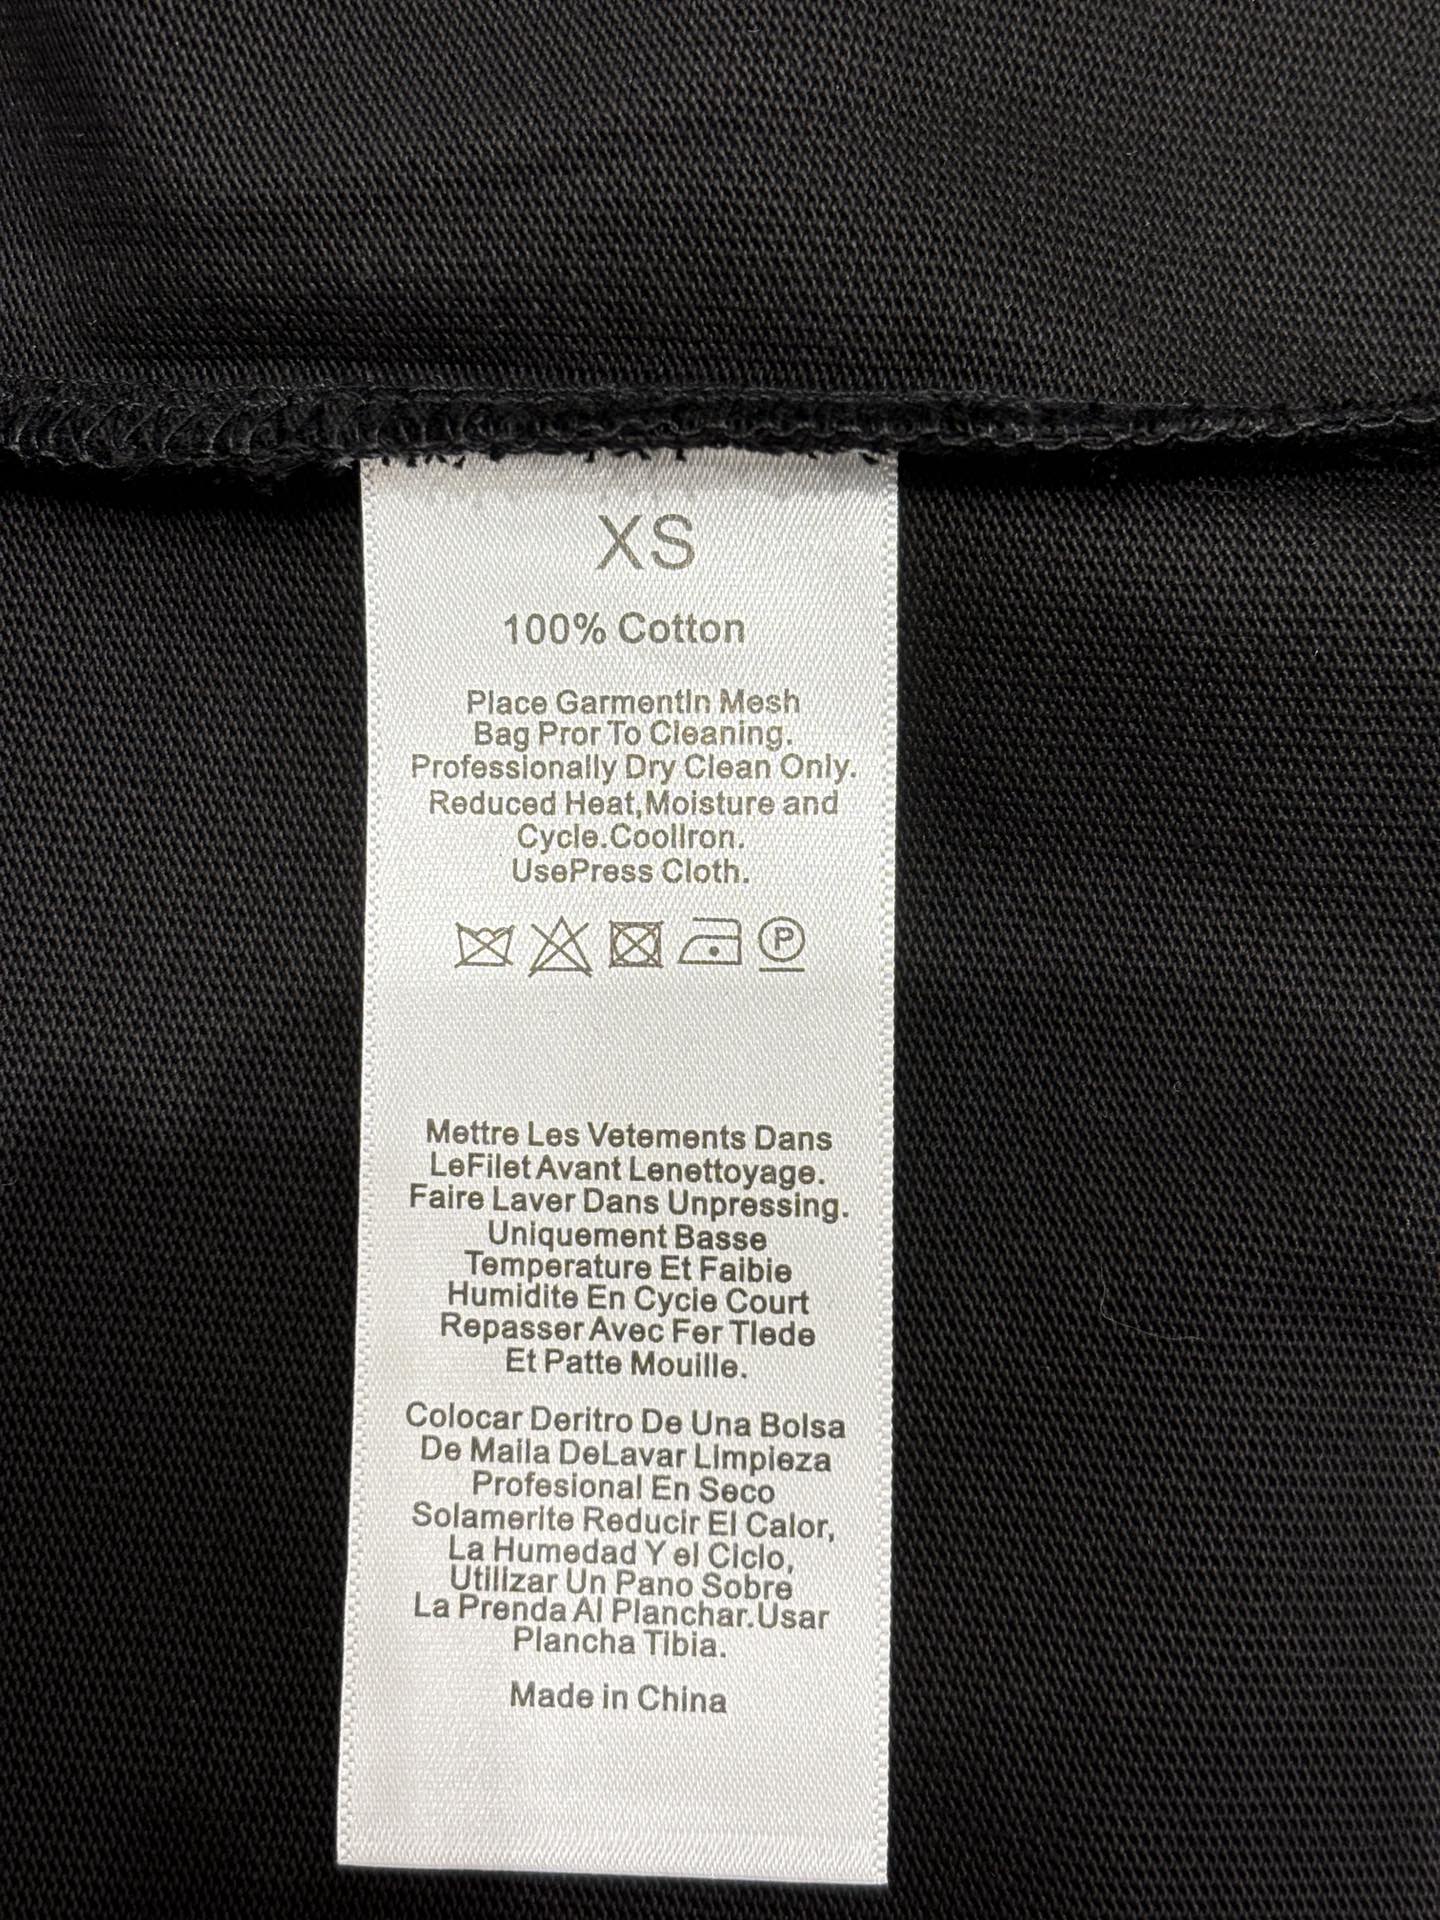 XS
100% Cotton
Place GarmentIn Mesh
Bag Pror To Cleaning.
Professionally Dry Clean Only.
Reduced Heat,Moisture and
Cycle.CoolIron.
UsePress Cloth.
P
Mettre Les Vetements Dans
LeFilet Avant Lenettoyage.
Faire Laver Dans Unpressing.
Uniquement Basse
Temperature Et Faibie
Humidite En Cycie Court
Repasser Avec Fer Tlede
Et Patte Mouille.
Colocar Deritro De Una Bolsa
De Maila DeLavar LImpieza
Profesional En Seco
Solamerite Reducir El Calor,
La Humedad Y el Ciclo,
Utilizar Un Pano Sobre
La Prenda Al Planchar.Usar
Plancha Tibia.
Made in China